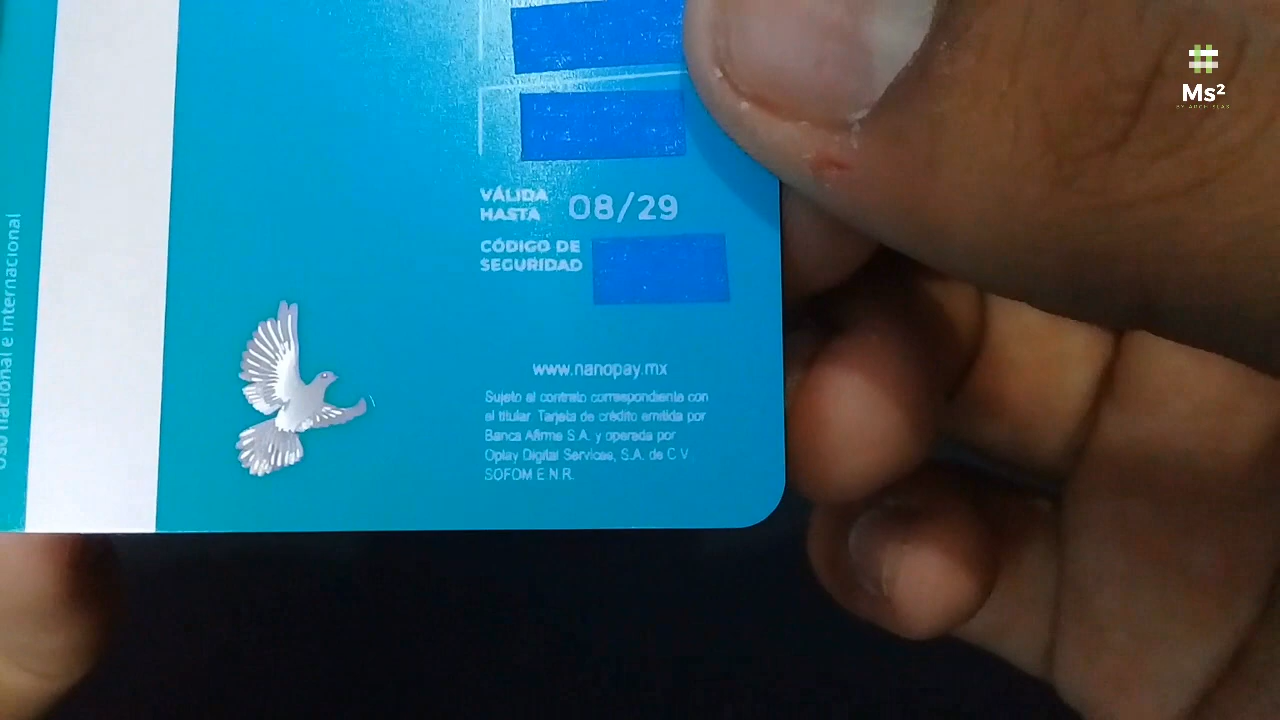 Ms²
VÁLIDA
HASTA 08/29
CÓDIGO DE
SEGURIDAD
www.nanopay.mx
Sujeto al contrato correspondiente con
el titular. Tarjeta de crédito emitida por
Banca Afirme S.A. y operada por
Oplay Digital Services, S.A. de C.V.,
SOFOM E.N.R.
Uso nacional e internacional